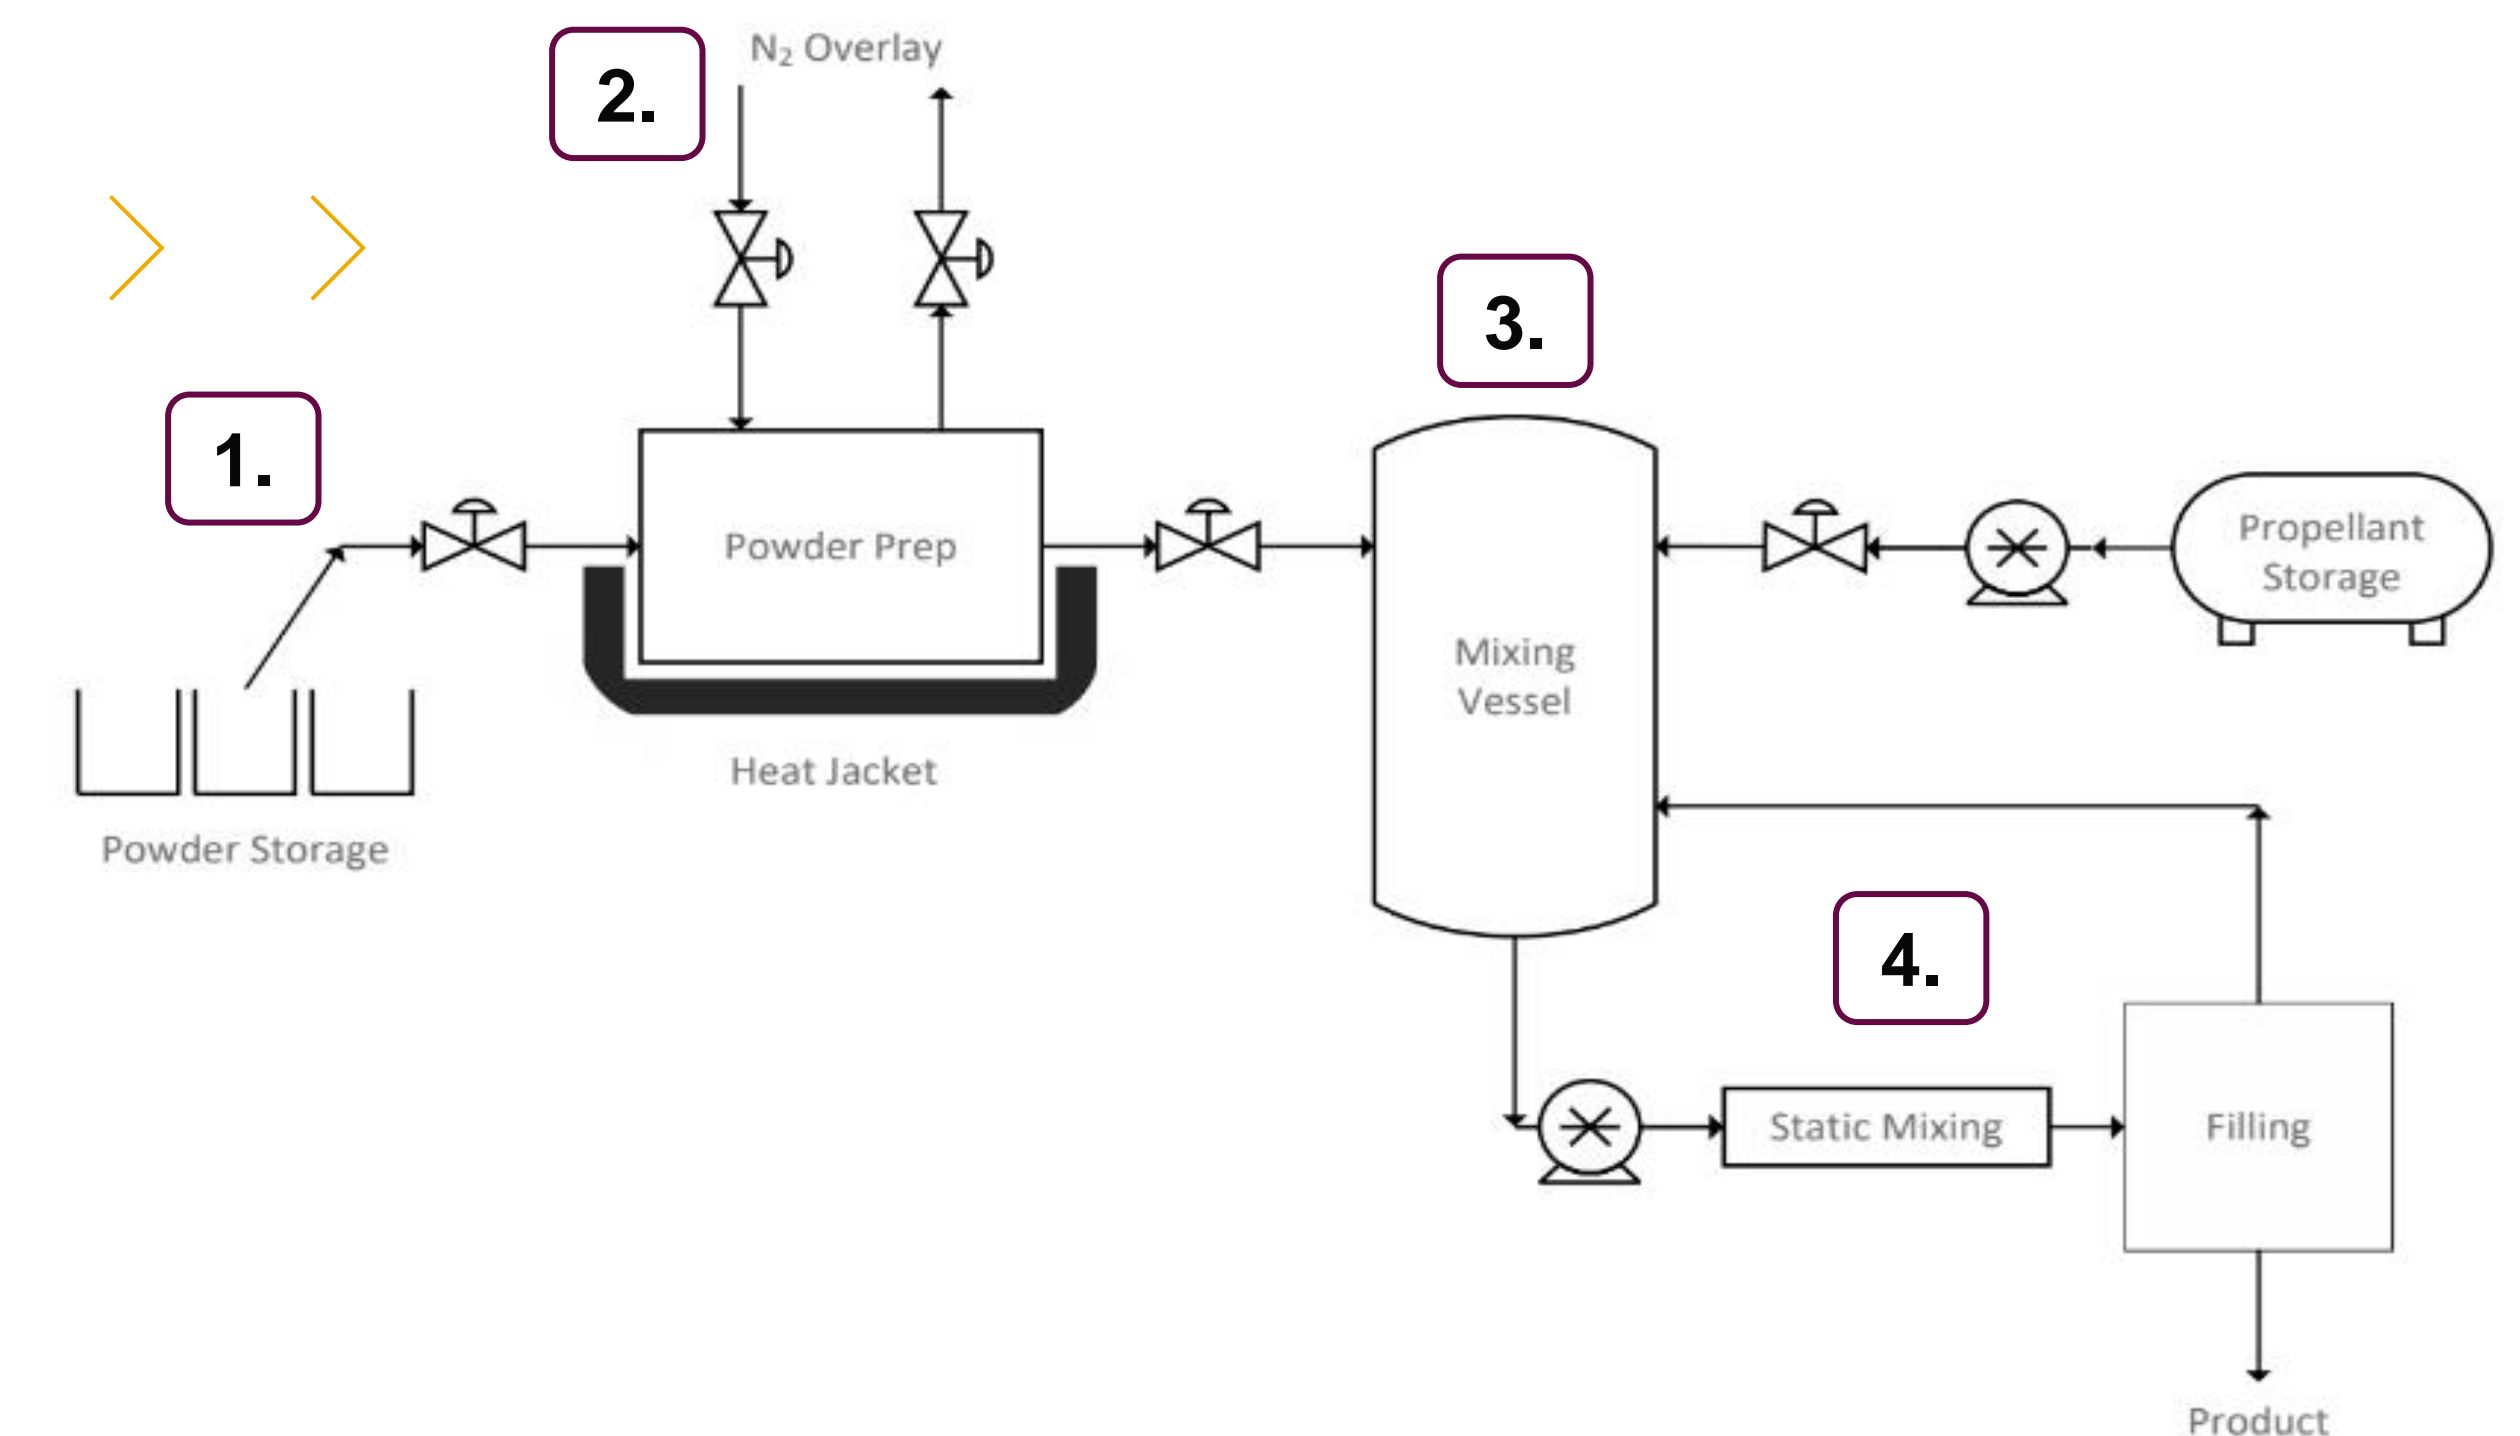 2.
N₂ Overlay
3.
1.
Powder Prep
Propellant
Storage
Mixing
Vessel
Heat Jacket
Powder Storage
4.
Static Mixing
Filling
Product